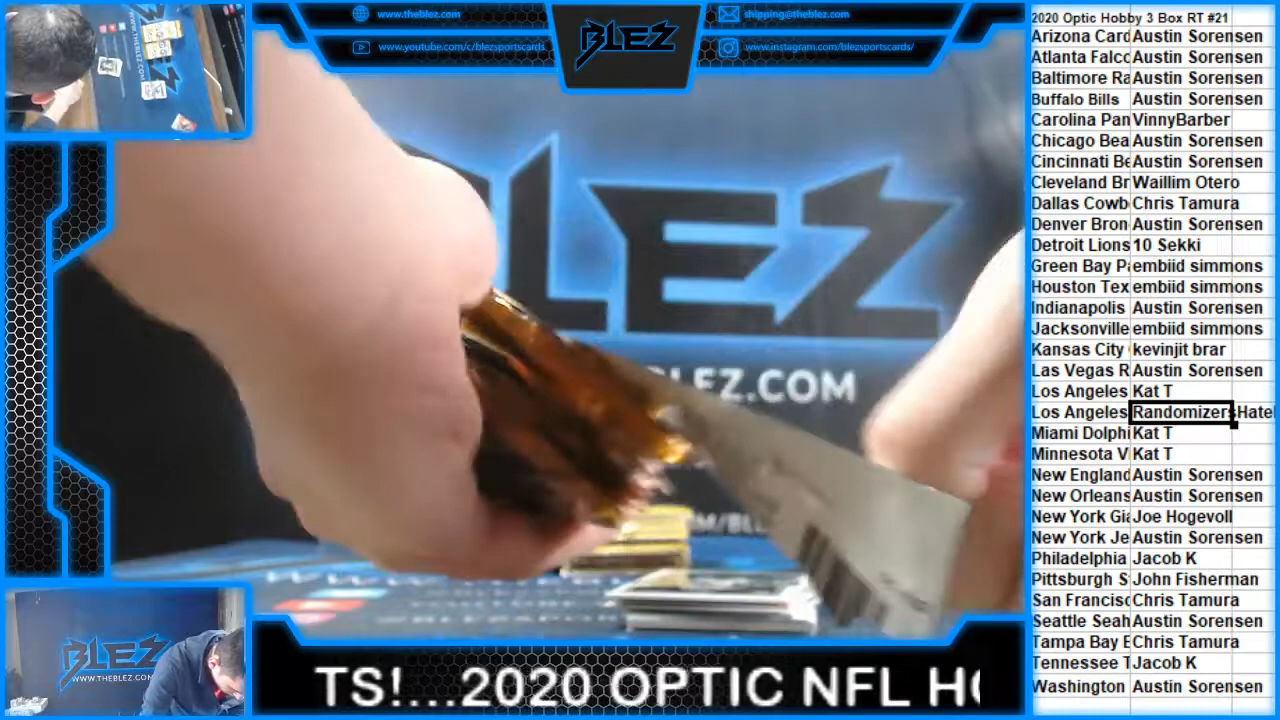 www.theblez.com
shipping@theblez.com
www.youtube.com/c/blezsportscards
www.instagram.com/blezsportscards/
BLEZ
BLEZ
BLEZ.COM
BLEZ
WWW.THEBLEZ.COM
TS!...2020 OPTIC NFL HO
2020 Optic Hobby 3 Box RT #21
Arizona Card Austin Sorensen
Atlanta Falco Austin Sorensen
Baltimore Ra Austin Sorensen
Buffalo Bills Austin Sorensen
Carolina Pan VinnyBarber
Chicago Bea Austin Sorensen
Cincinnati Be Austin Sorensen
Cleveland Br Waillim Otero
Dallas Cowb Chris Tamura
Denver Bron Austin Sorensen
Detroit Lions 10 Sekki
Green Bay P embiid simmons
Houston Tex embiid simmons
Indianapolis Austin Sorensen
Jacksonville embiid simmons
Kansas City kevinjit brar
Las Vegas R Austin Sorensen
Los Angeles Kat T
Los Angeles RandomizersHate
Miami Dolphi Kat T
Minnesota V Kat T
New England Austin Sorensen
New Orleans Austin Sorensen
New York Gia Joe Hogevoll
New York Je Austin Sorensen
Philadelphia Jacob K
Pittsburgh S John Fisherman
San Francisc Chris Tamura
Seattle Seah Austin Sorensen
Tampa Bay B Chris Tamura
Tennessee T Jacob K
Washington Austin Sorensen